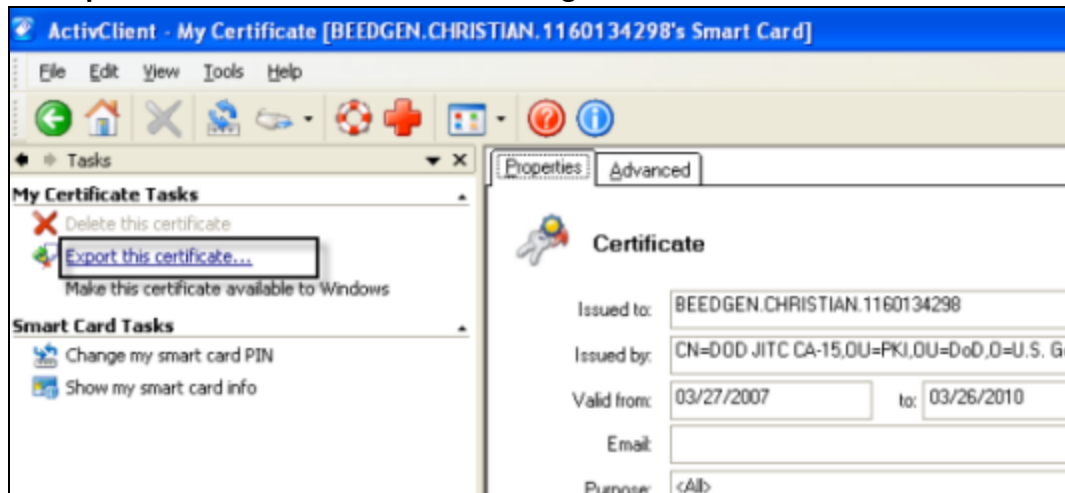 ActivClient - My Certificate [BEEDGEN.CHRISTIAN.1160134298's Smart Card]
File Edit View Tools Help
Tasks
My Certificate Tasks
Delete this certificate
Export this certificate...
Make this certificate available to Windows
Smart Card Tasks
Change my smart card PIN
Show my smart card info
Properties Advanced
Certificate
Issued to: BEEDGEN.CHRISTIAN.1160134298
Issued by: CN=DOD JITC CA-15,OU=PKI,OU=DoD,O=U.S. G
Valid from: 03/27/2007 to: 03/26/2010
Email:
Purpose: <All>